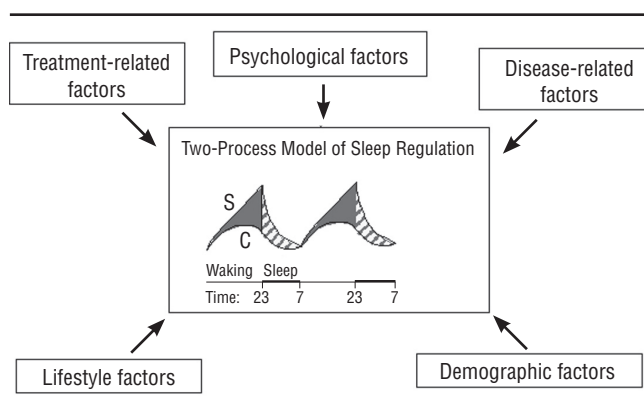 Treatment-related
factors
Psychological factors
Disease-related
factors
Two-Process Model of Sleep Regulation
S
C
Waking Sleep
Time: 23 7 23 7
Lifestyle factors
Demographic factors